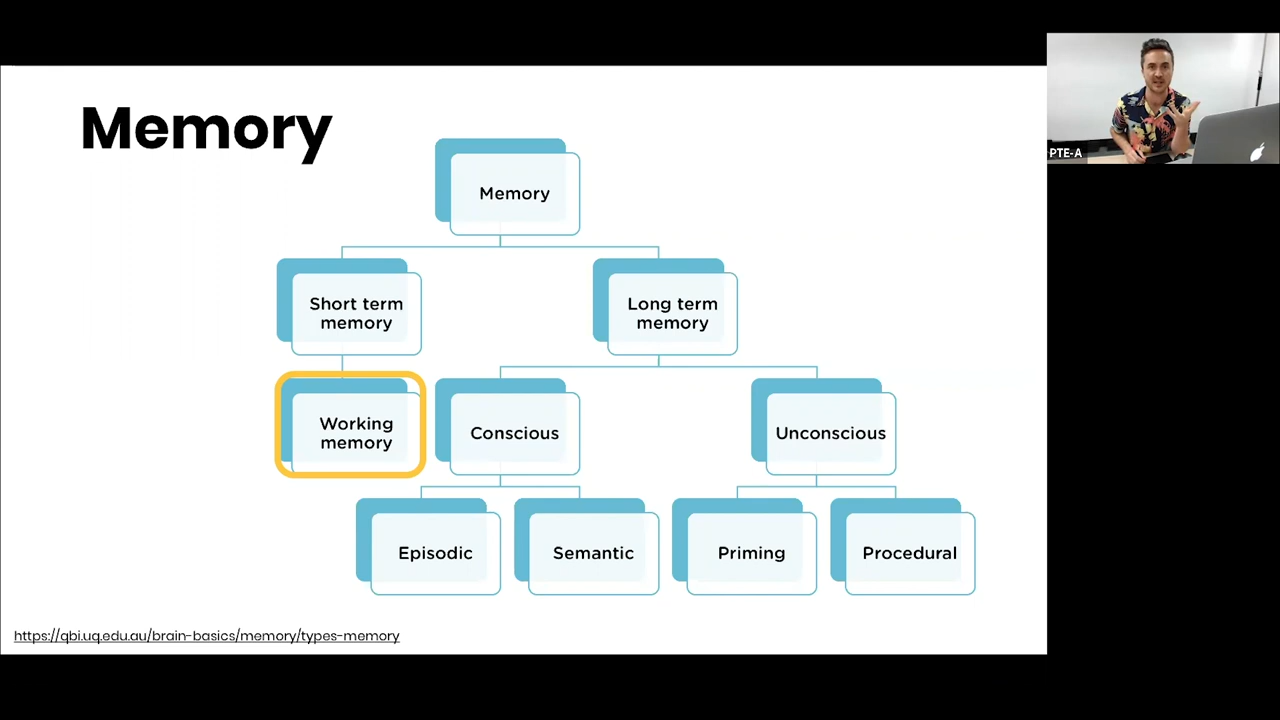 Memory
PTE-A
Memory
Short term
memory
Long term
memory
Working
memory
Conscious
Unconscious
Episodic
Semantic
Priming
Procedural
https://qbi.uq.edu.au/brain-basics/memory/types-memory